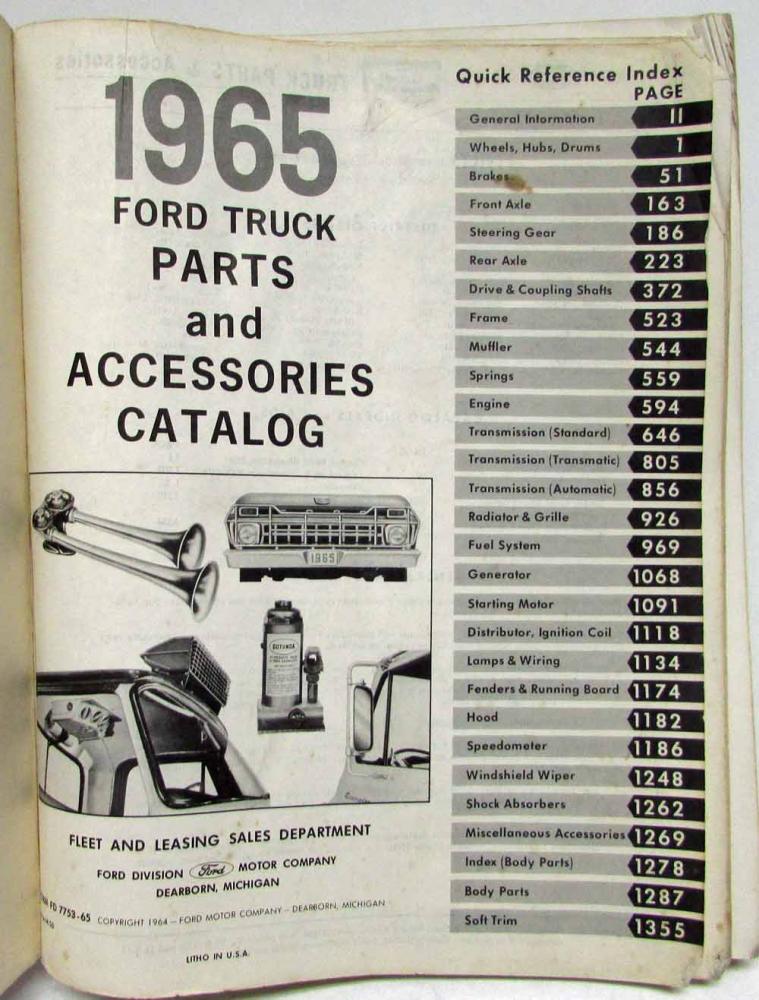 1965
FORD TRUCK
PARTS
and
ACCESSORIES
CATALOG
1965
ROTUNDA
FLEET AND LEASING SALES DEPARTMENT
FORD DIVISION Ford MOTOR COMPANY
DEARBORN, MICHIGAN
FD 7753-65 COPYRIGHT 1964 - FORD MOTOR COMPANY - DEARBORN, MICHIGAN
LITHO IN U.S.A.
Quick Reference Index
PAGE
General Information II
Wheels, Hubs, Drums 1
Brakes 51
Front Axle 163
Steering Gear 186
Rear Axle 223
Drive & Coupling Shafts 372
Frame 523
Muffler 544
Springs 559
Engine 594
Transmission (Standard) 646
Transmission (Transmatic) 805
Transmission (Automatic) 856
Radiator & Grille 926
Fuel System 969
Generator 1068
Starting Motor 1091
Distributor, Ignition Coil 1118
Lamps & Wiring 1134
Fenders & Running Board 1174
Hood 1182
Speedometer 1186
Windshield Wiper 1248
Shock Absorbers 1262
Miscellaneous Accessories 1269
Index (Body Parts) 1278
Body Parts 1287
Soft Trim 1355